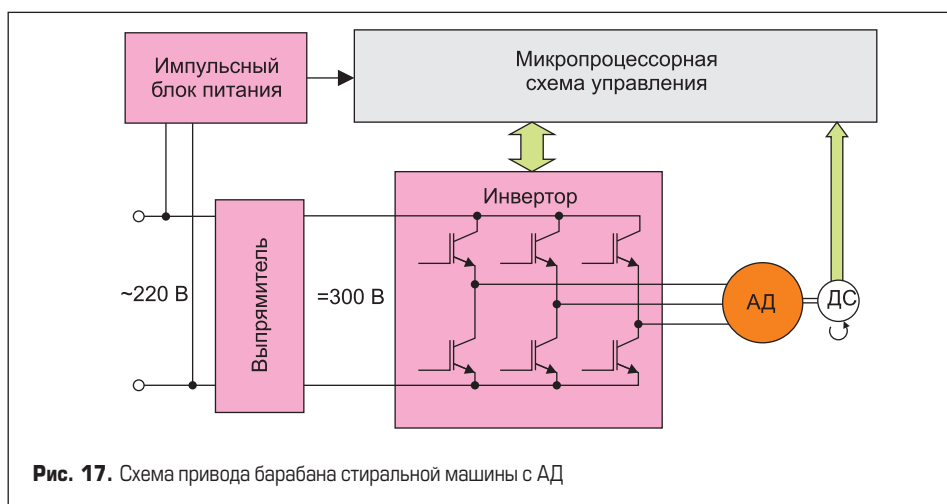 Импульсный
блок питания
Микропроцессорная
схема управления
Инвертор
~220 В
Выпрямитель
=300 В
АД
ДС
Рис. 17. Схема привода барабана стиральной машины с АД